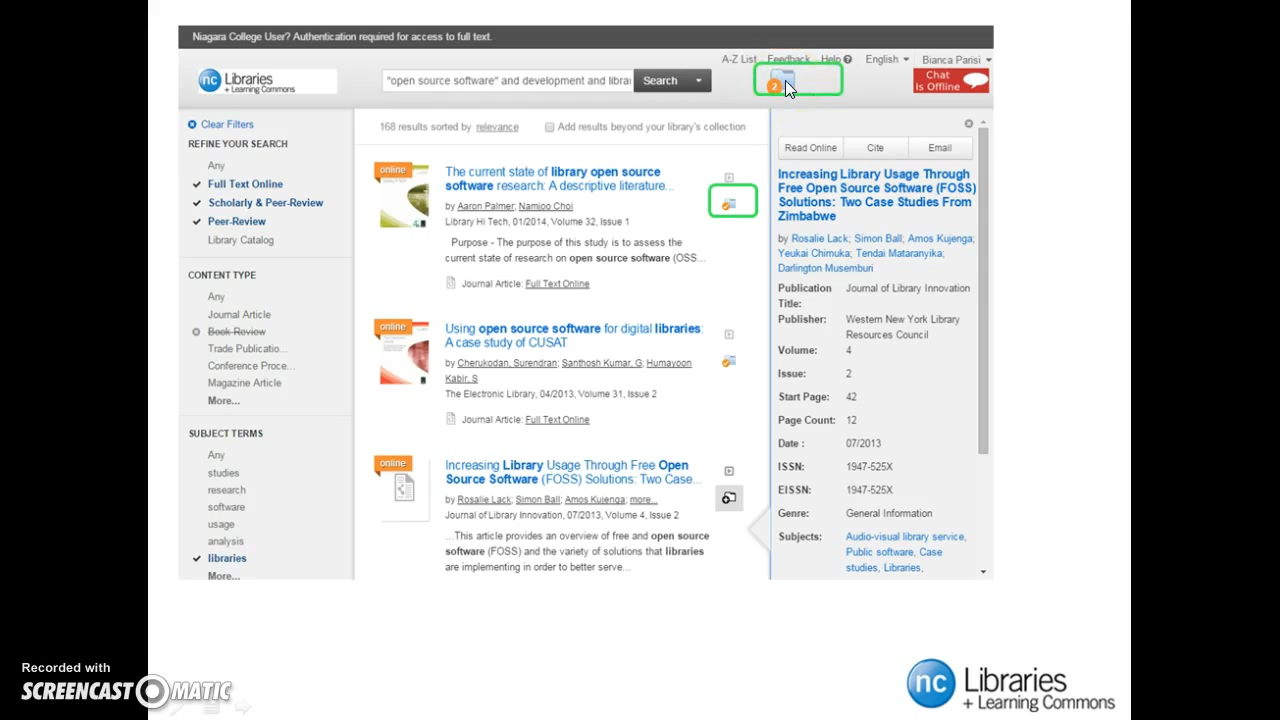 Niagara College User? Authentication required for access to full text.
A-Z List Feedback Help English Bianca Parisi
nc Libraries
+ Learning Commons
"open source software" and development and librar
Search
2
Chat
Is Offline
Clear Filters
REFINE YOUR SEARCH
Any
Full Text Online
Scholarly & Peer-Review
Peer-Review
Library Catalog
CONTENT TYPE
Any
Journal Article
Book Review
Trade Publicatio...
Conference Proce...
Magazine Article
More...
SUBJECT TERMS
Any
studies
research
software
usage
analysis
libraries
More...
168 results sorted by relevance
Add results beyond your library's collection
online
The current state of library open source
software research: A descriptive literature...
by Aaron Palmer; Namjoo Choi
Library Hi Tech, 01/2014, Volume 32, Issue 1
Purpose - The purpose of this study is to assess the
current state of research on open source software (OSS...
Journal Article: Full Text Online
online
Using open source software for digital libraries:
A case study of CUSAT
by Cherukodan, Surendran; Santhosh Kumar, G; Humayoon
Kabir, S
The Electronic Library, 04/2013, Volume 31, Issue 2
Journal Article: Full Text Online
online
Increasing Library Usage Through Free Open
Source Software (FOSS) Solutions: Two Case...
by Rosalie Lack; Simon Ball; Amos Kujenga; more...
Journal of Library Innovation, 07/2013, Volume 4, Issue 2
...This article provides an overview of free and open source
software (FOSS) and the variety of solutions that libraries
are implementing in order to better serve...
Read Online Cite Email
Increasing Library Usage Through
Free Open Source Software (FOSS)
Solutions: Two Case Studies From
Zimbabwe
by Rosalie Lack; Simon Ball; Amos Kujenga;
Yeukai Chimuka; Tendai Mataranyika;
Darlington Musemburi
Publication Journal of Library Innovation
Title:
Publisher: Western New York Library
Resources Council
Volume: 4
Issue: 2
Start Page: 42
Page Count: 12
Date : 07/2013
ISSN: 1947-525X
EISSN: 1947-525X
Genre: General Information
Subjects: Audio-visual library service,
Public software, Case
studies, Libraries,
Recorded with
SCREENCAST O MATIC
nc Libraries
+ Learning Commons